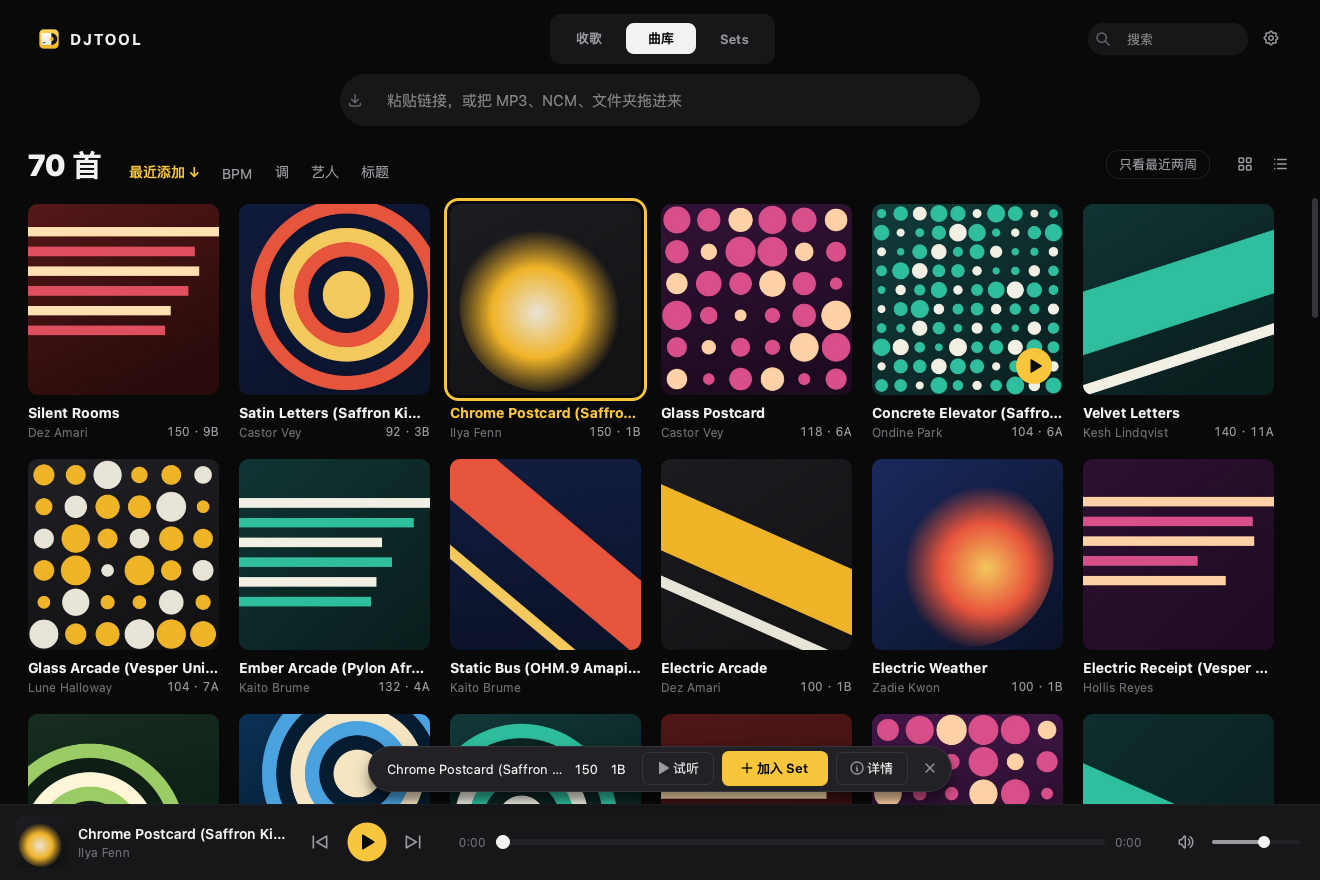 DJTOOL
收歌
曲库
Sets
搜索
粘贴链接，或把 MP3、NCM、文件夹拖进来
70 首
最近添加 ↓
BPM
调
艺人
标题
只看最近两周
Silent Rooms
Dez Amari 150 · 9B
Satin Letters (Saffron Ki...
Castor Vey 92 · 3B
Chrome Postcard (Saffro...
Ilya Fenn 150 · 1B
Glass Postcard
Castor Vey 118 · 6A
Concrete Elevator (Saffro...
Ondine Park 104 · 6A
Velvet Letters
Kesh Lindqvist 140 · 11A
Glass Arcade (Vesper Uni...
Lune Halloway 104 · 7A
Ember Arcade (Pylon Afr...
Kaito Brume 132 · 4A
Static Bus (OHM.9 Amapi...
Kaito Brume
Electric Arcade
Dez Amari 100 · 1B
Electric Weather
Zadie Kwon 100 · 1B
Electric Receipt (Vesper ...
Hollis Reyes
Chrome Postcard (Saffron ... 150 1B
试听
加入 Set
详情
Chrome Postcard (Saffron Ki...
Ilya Fenn
0:00
0:00